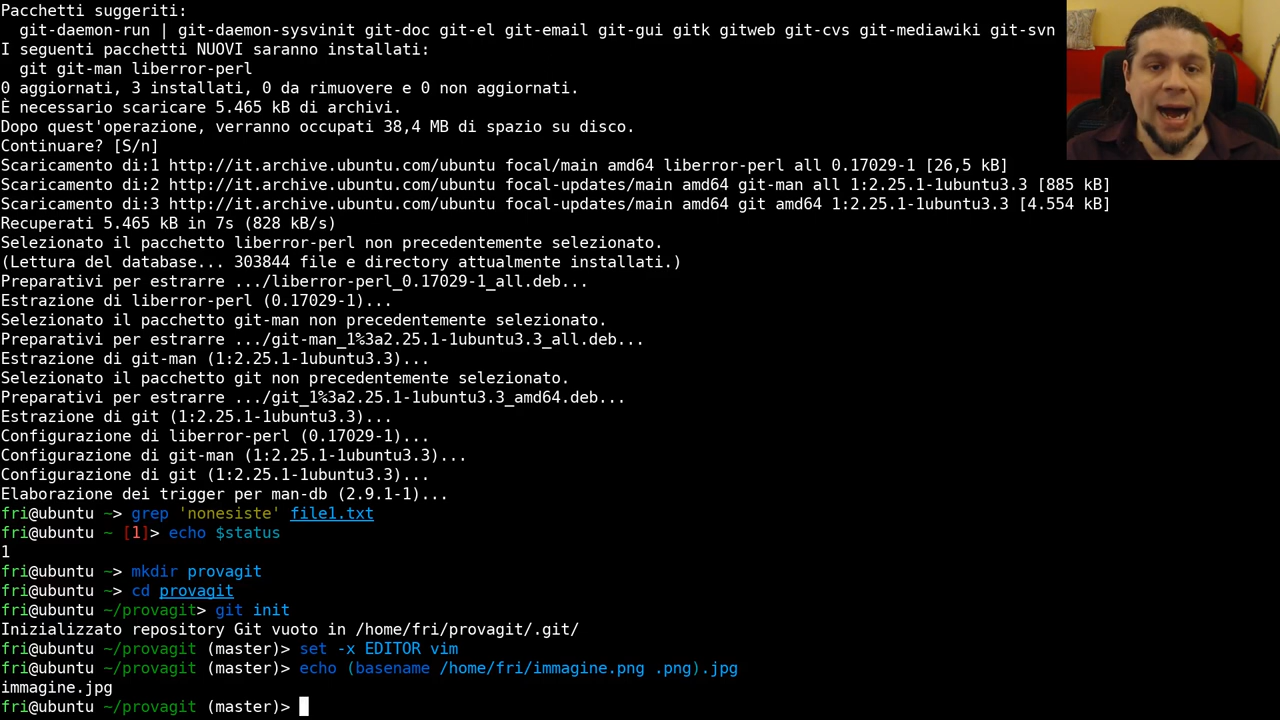 Pacchetti suggeriti:
  git-daemon-run | git-daemon-sysvinit git-doc git-el git-email git-gui gitk gitweb git-cvs git-mediawiki git-svn
I seguenti pacchetti NUOVI saranno installati:
  git git-man liberror-perl
0 aggiornati, 3 installati, 0 da rimuovere e 0 non aggiornati.
È necessario scaricare 5.465 kB di archivi.
Dopo quest'operazione, verranno occupati 38,4 MB di spazio su disco.
Continuare? [S/n]
Scaricamento di:1 http://it.archive.ubuntu.com/ubuntu focal/main amd64 liberror-perl all 0.17029-1 [26,5 kB]
Scaricamento di:2 http://it.archive.ubuntu.com/ubuntu focal-updates/main amd64 git-man all 1:2.25.1-1ubuntu3.3 [885 kB]
Scaricamento di:3 http://it.archive.ubuntu.com/ubuntu focal-updates/main amd64 git amd64 1:2.25.1-1ubuntu3.3 [4.554 kB]
Recuperati 5.465 kB in 7s (828 kB/s)
Selezionato il pacchetto liberror-perl non precedentemente selezionato.
(Lettura del database... 303844 file e directory attualmente installati.)
Preparativi per estrarre .../liberror-perl_0.17029-1_all.deb...
Estrazione di liberror-perl (0.17029-1)...
Selezionato il pacchetto git-man non precedentemente selezionato.
Preparativi per estrarre .../git-man_1%3a2.25.1-1ubuntu3.3_all.deb...
Estrazione di git-man (1:2.25.1-1ubuntu3.3)...
Selezionato il pacchetto git non precedentemente selezionato.
Preparativi per estrarre .../git_1%3a2.25.1-1ubuntu3.3_amd64.deb...
Estrazione di git (1:2.25.1-1ubuntu3.3)...
Configurazione di liberror-perl (0.17029-1)...
Configurazione di git-man (1:2.25.1-1ubuntu3.3)...
Configurazione di git (1:2.25.1-1ubuntu3.3)...
Elaborazione dei trigger per man-db (2.9.1-1)...
fri@ubuntu ~> grep 'nonesiste' file1.txt
fri@ubuntu ~ [1]> echo $status
1
fri@ubuntu ~> mkdir provagit
fri@ubuntu ~> cd provagit
fri@ubuntu ~/provagit> git init
Inizializzato repository Git vuoto in /home/fri/provagit/.git/
fri@ubuntu ~/provagit (master)> set -x EDITOR vim
fri@ubuntu ~/provagit (master)> echo (basename /home/fri/immagine.png .png).jpg
immagine.jpg
fri@ubuntu ~/provagit (master)>